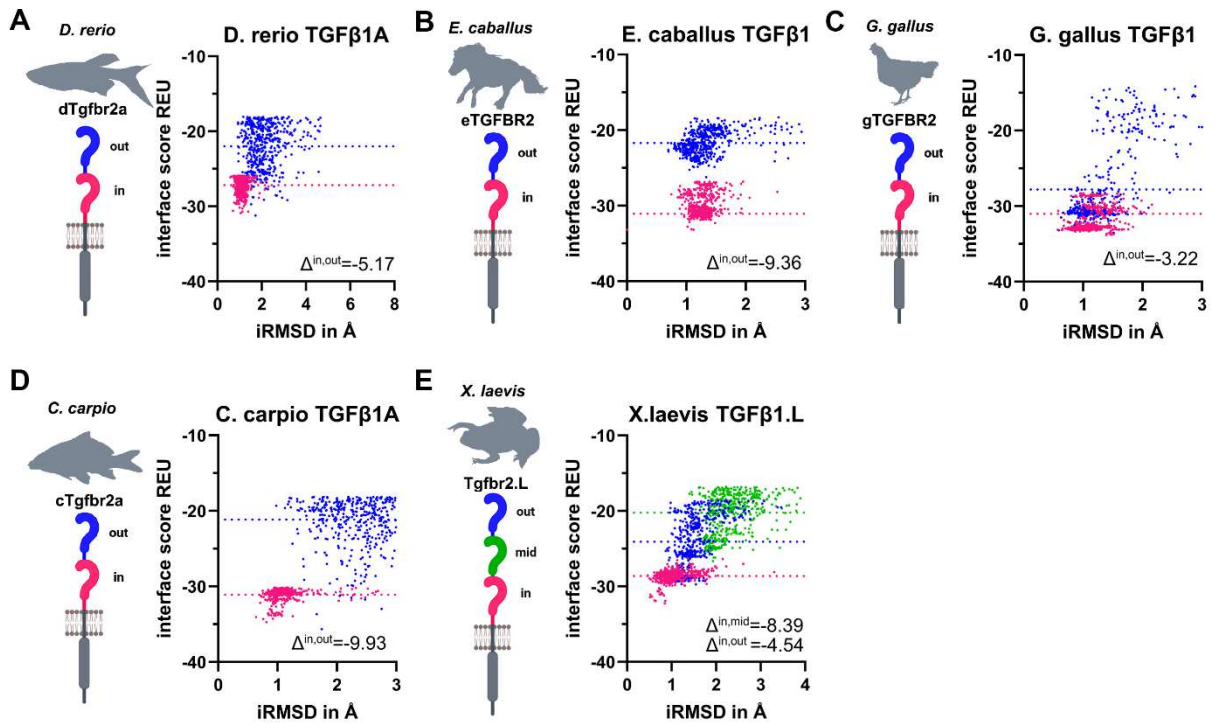 A
D. rerio
D. rerio TGFβ1A
dTgfbr2a
out
in
interface score REU
-10
-20
-30
-40
0
2
4
6
8
iRMSD in Å
Δin,out=-5.17
B
E. caballus
E. caballus TGFβ1
eTGFBR2
out
in
interface score REU
-10
-20
-30
-40
0
1
2
3
iRMSD in Å
Δin,out=-9.36
C
G. gallus
G. gallus TGFβ1
gTGFBR2
out
in
interface score REU
-10
-20
-30
-40
0
1
2
3
iRMSD in Å
Δin,out=-3.22
D
C. carpio
C. carpio TGFβ1A
cTgfbr2a
out
in
interface score REU
-10
-20
-30
-40
0
1
2
3
iRMSD in Å
Δin,out=-9.93
E
X. laevis
X.laevis TGFβ1.L
Tgfbr2.L
out
mid
in
interface score REU
-10
-20
-30
-40
0
1
2
3
4
iRMSD in Å
Δin,mid=-8.39
Δin,out=-4.54